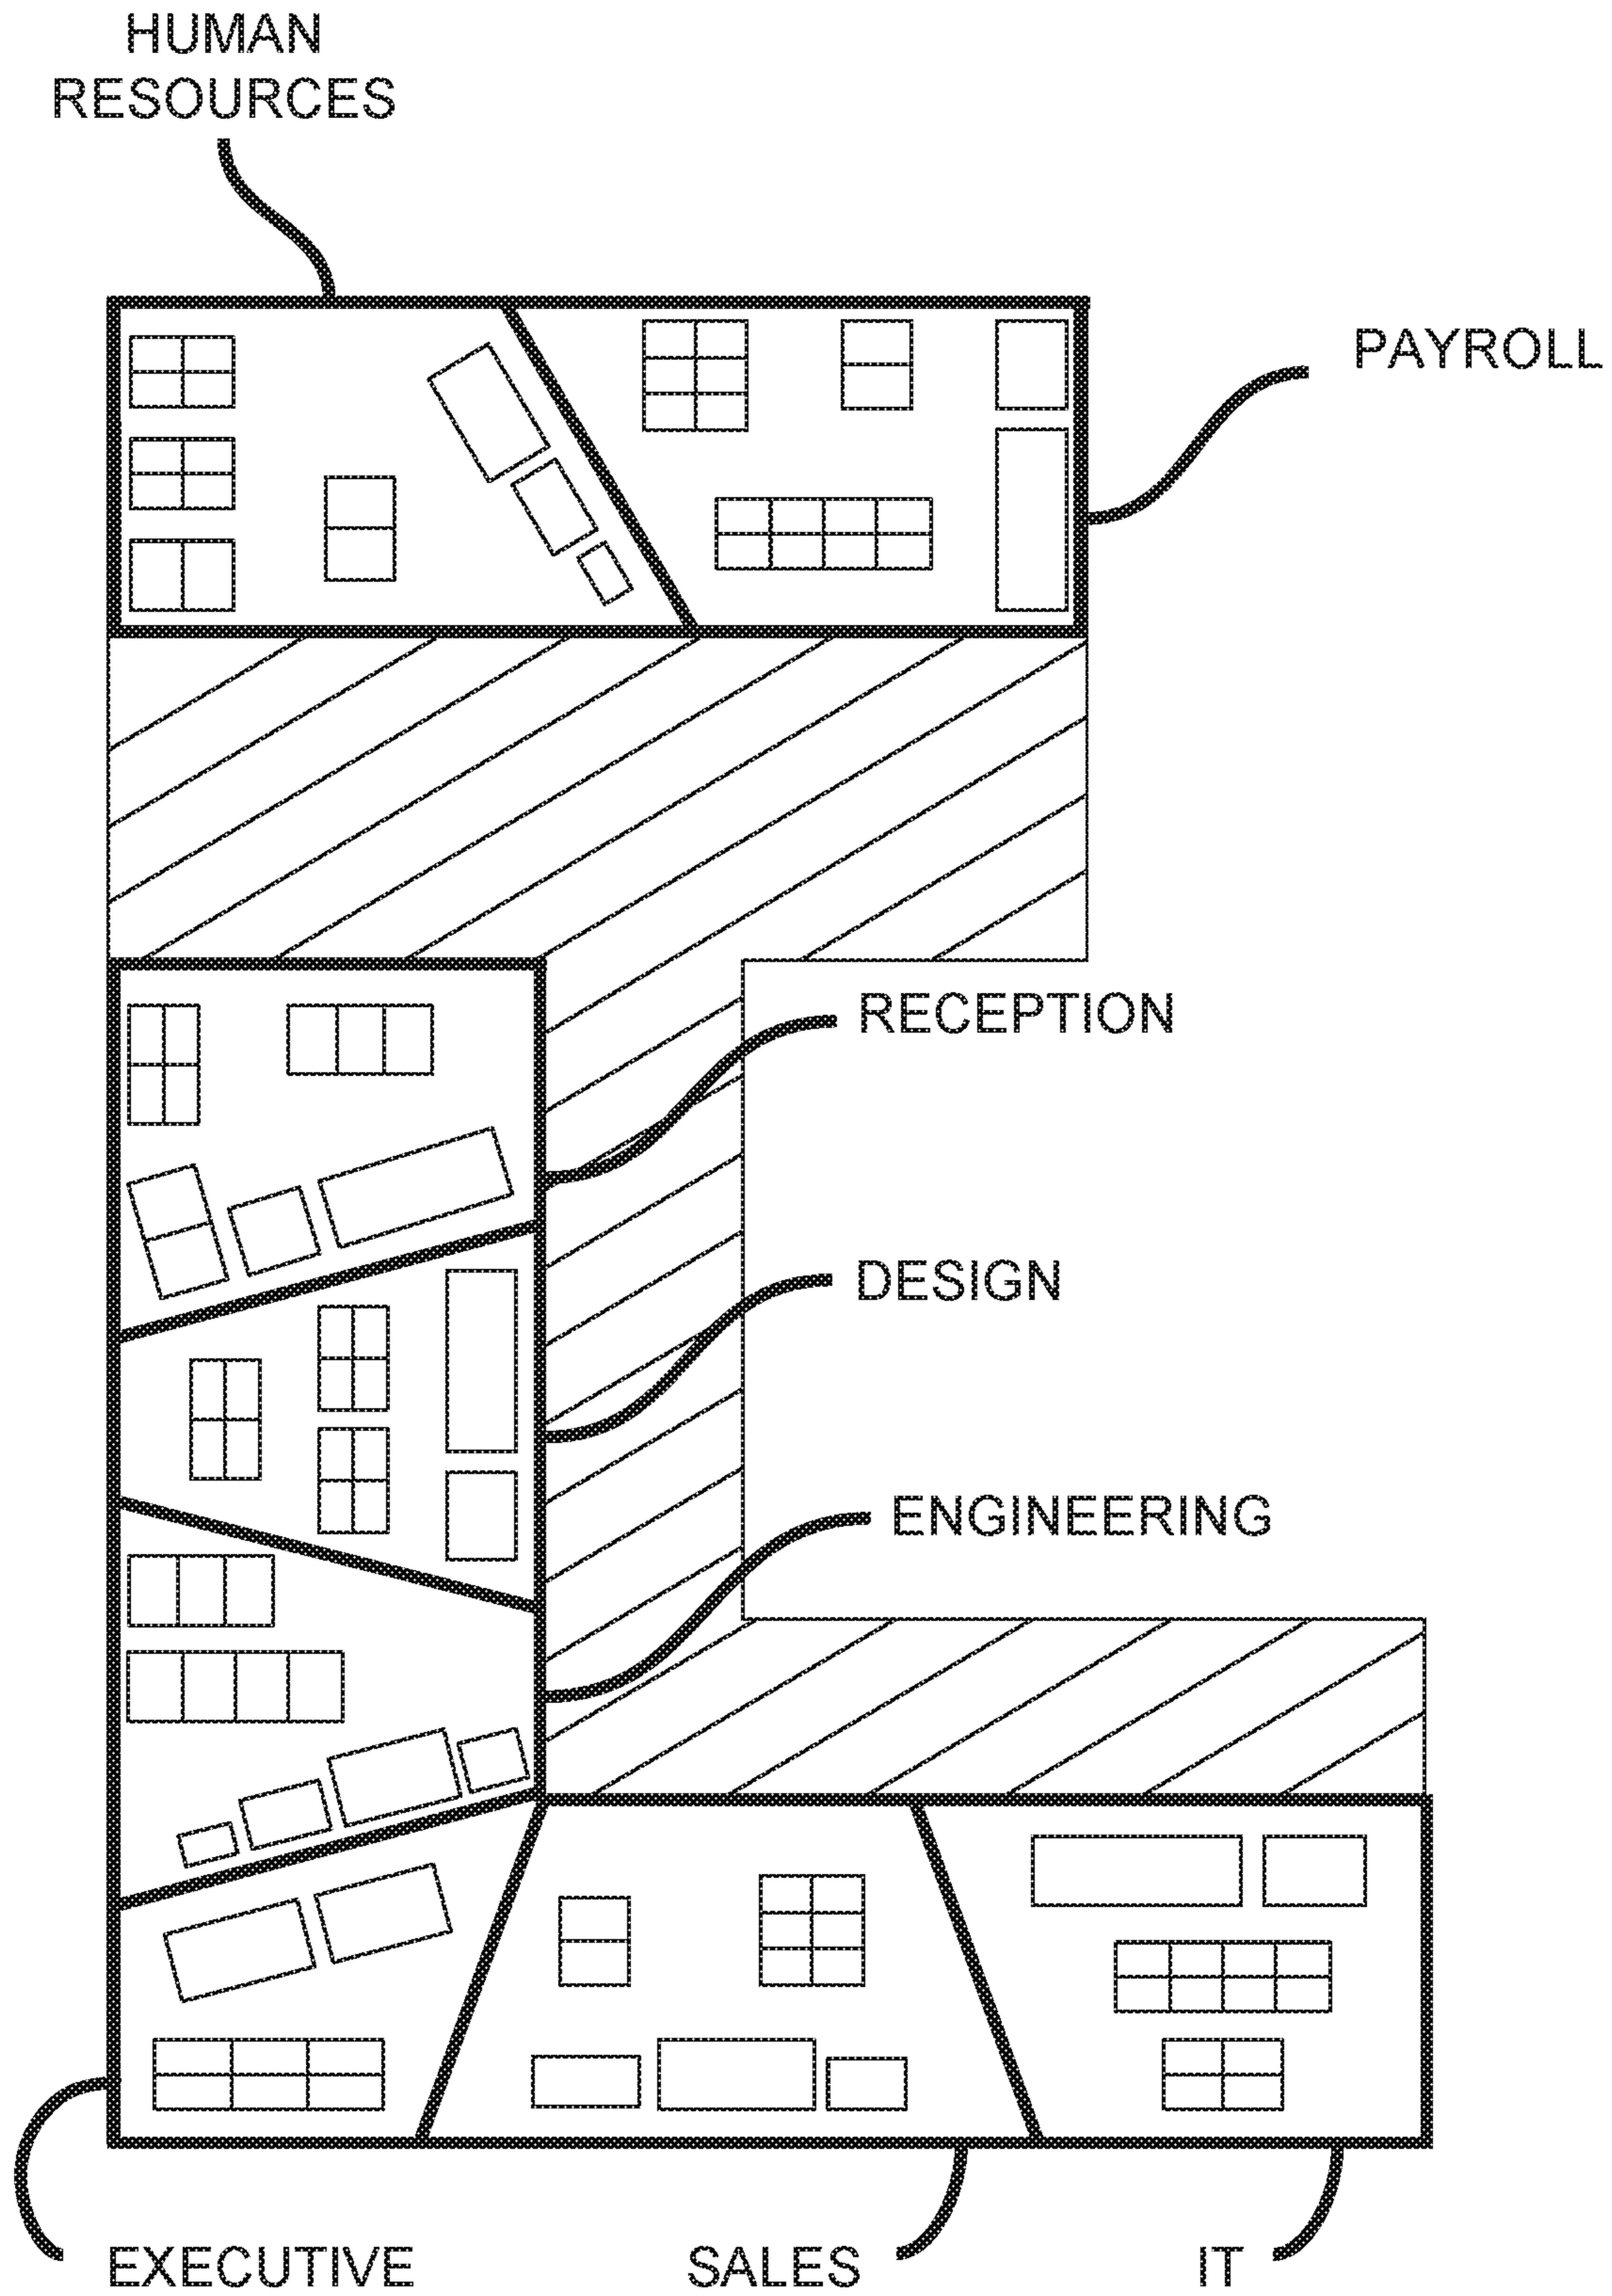 HUMAN
RESOURCES
PAYROLL
RECEPTION
DESIGN
ENGINEERING
EXECUTIVE
SALES
IT